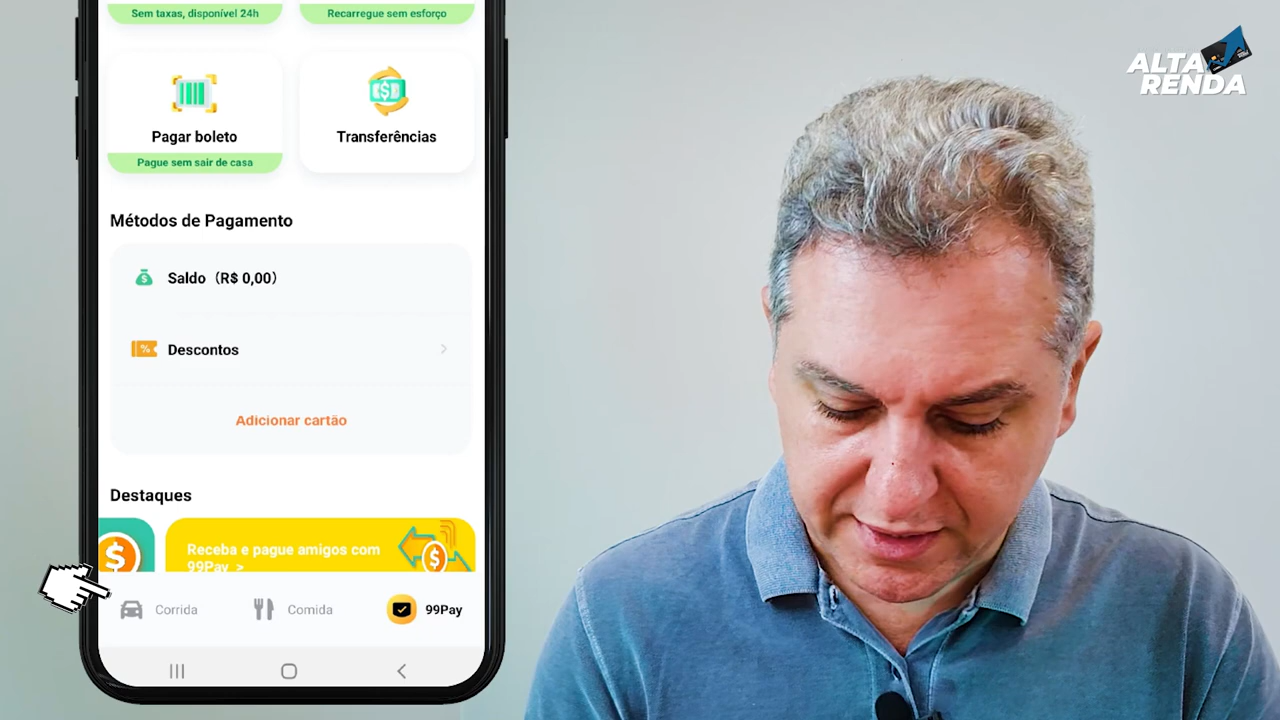 Sem taxas, disponível 24h
Recarregue sem esforço
ALTA
RENDA
Pagar boleto
Transferências
Pague sem sair de casa
Métodos de Pagamento
Saldo (R$ 0,00)
Descontos
Adicionar cartão
Destaques
Receba e pague amigos com
99Pay >
Corrida
Comida
99Pay